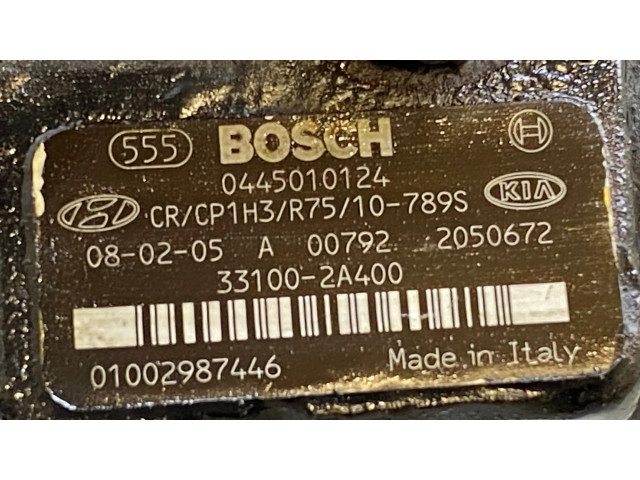 555 BOSCH
0445010124
CR/CP1H3/R75/10-789S KIA
08-02-05 A 00792 2050672
33100-2A400
01002987446 Made in Italy